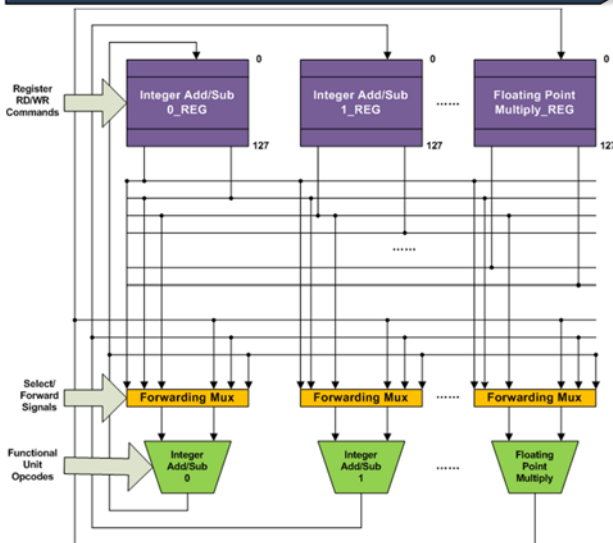 0
0
0
Register
RD/WR
Commands
Integer Add/Sub
0_REG
Integer Add/Sub
1_REG
......
Floating Point
Multiply_REG
127
127
127
......
Select/
Forward
Signals
Forwarding Mux
Forwarding Mux
......
Forwarding Mux
Functional
Unit
Opcodes
Integer
Add/Sub
0
Integer
Add/Sub
1
......
Floating
Point
Multiply